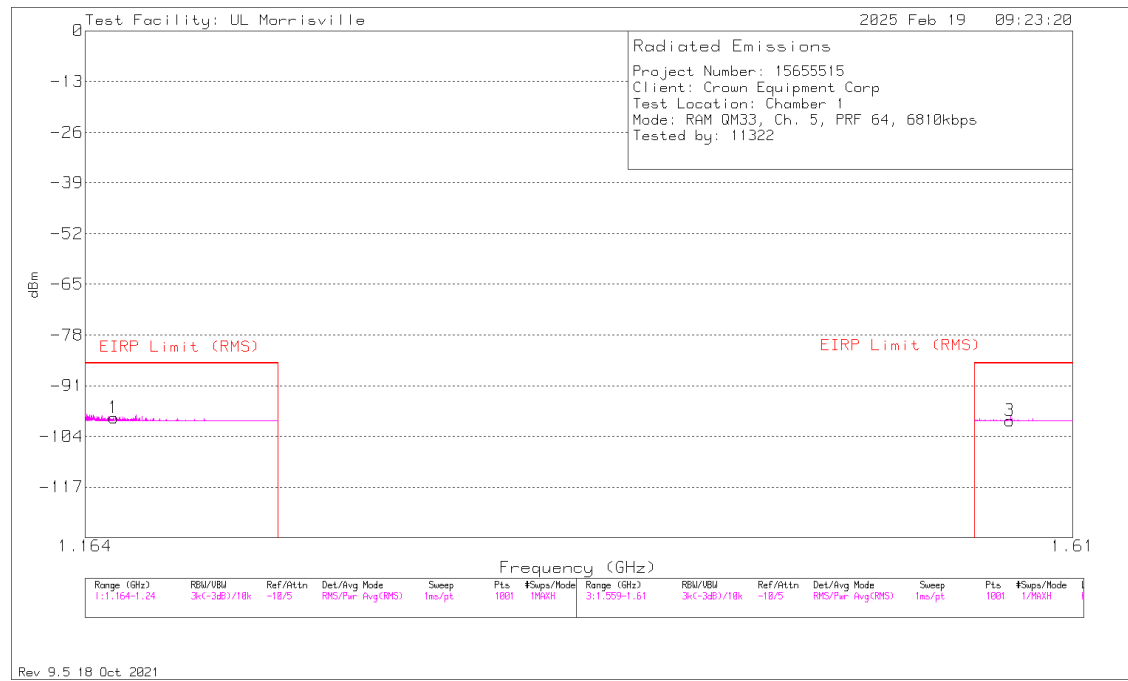 Test Facility: UL Morrisville 2025 Feb 19 09:23:20
0
Radiated Emissions
Project Number: 15655515
Client: Crown Equipment Corp
Test Location: Chamber 1
Mode: RAM QM33, Ch. 5, PRF 64, 6810kbps
Tested by: 11322
-13
-26
-39
-52
-65
dBm
-78
EIRP Limit (RMS) EIRP Limit (RMS)
-91
1 3
-104
-117
1.164 1.61
Frequency (GHz)
Range (GHz) RBW/VBW Ref/Attn Det/Avg Mode Sweep Pts #Swps/Mode Range (GHz) RBW/VBW Ref/Attn Det/Avg Mode Sweep Pts #Swps/Mode
1:1.164-1.24 3k(-3dB)/10k -10/5 RMS/Pwr Avg(RMS) 1ms/pt 1001 1MAXH 3:1.559-1.61 3k(-3dB)/10k -10/5 RMS/Pwr Avg(RMS) 1ms/pt 1001 1/MAXH
Rev 9.5 18 Oct 2021